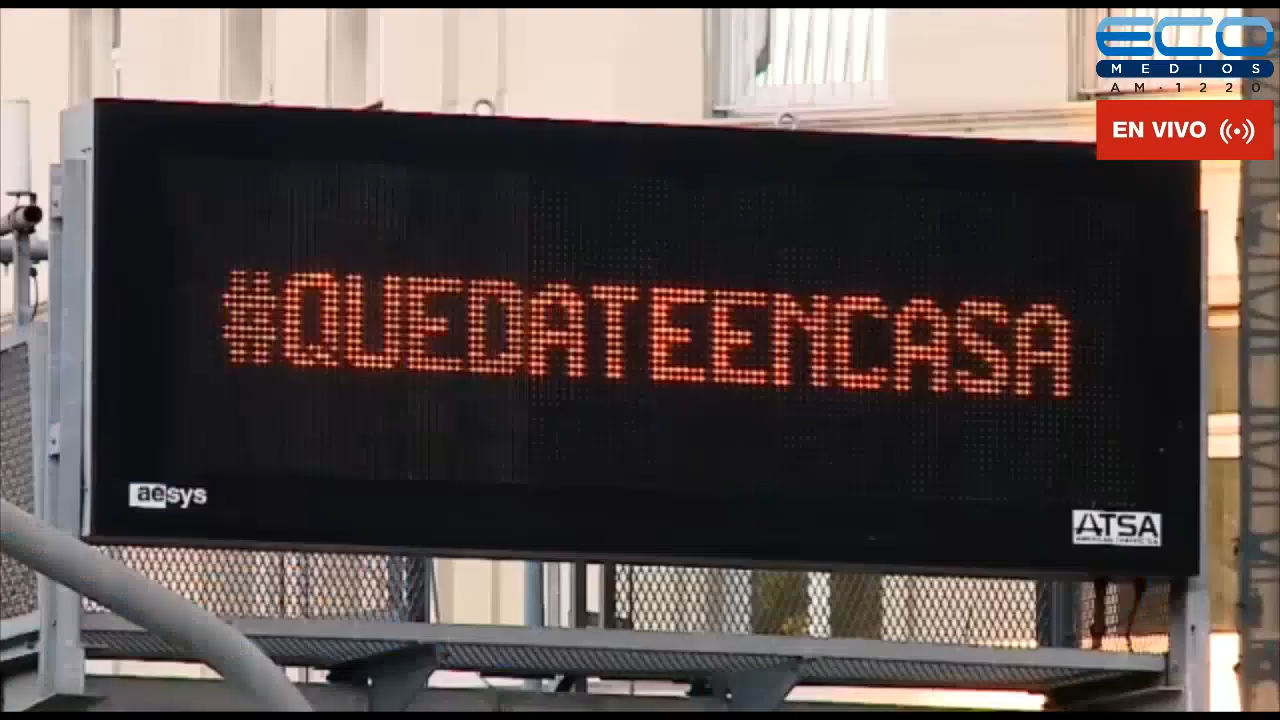 ECO
MEDIOS
AM·1220
EN VIVO
#QUEDATEENCASA
aesys
ATSA